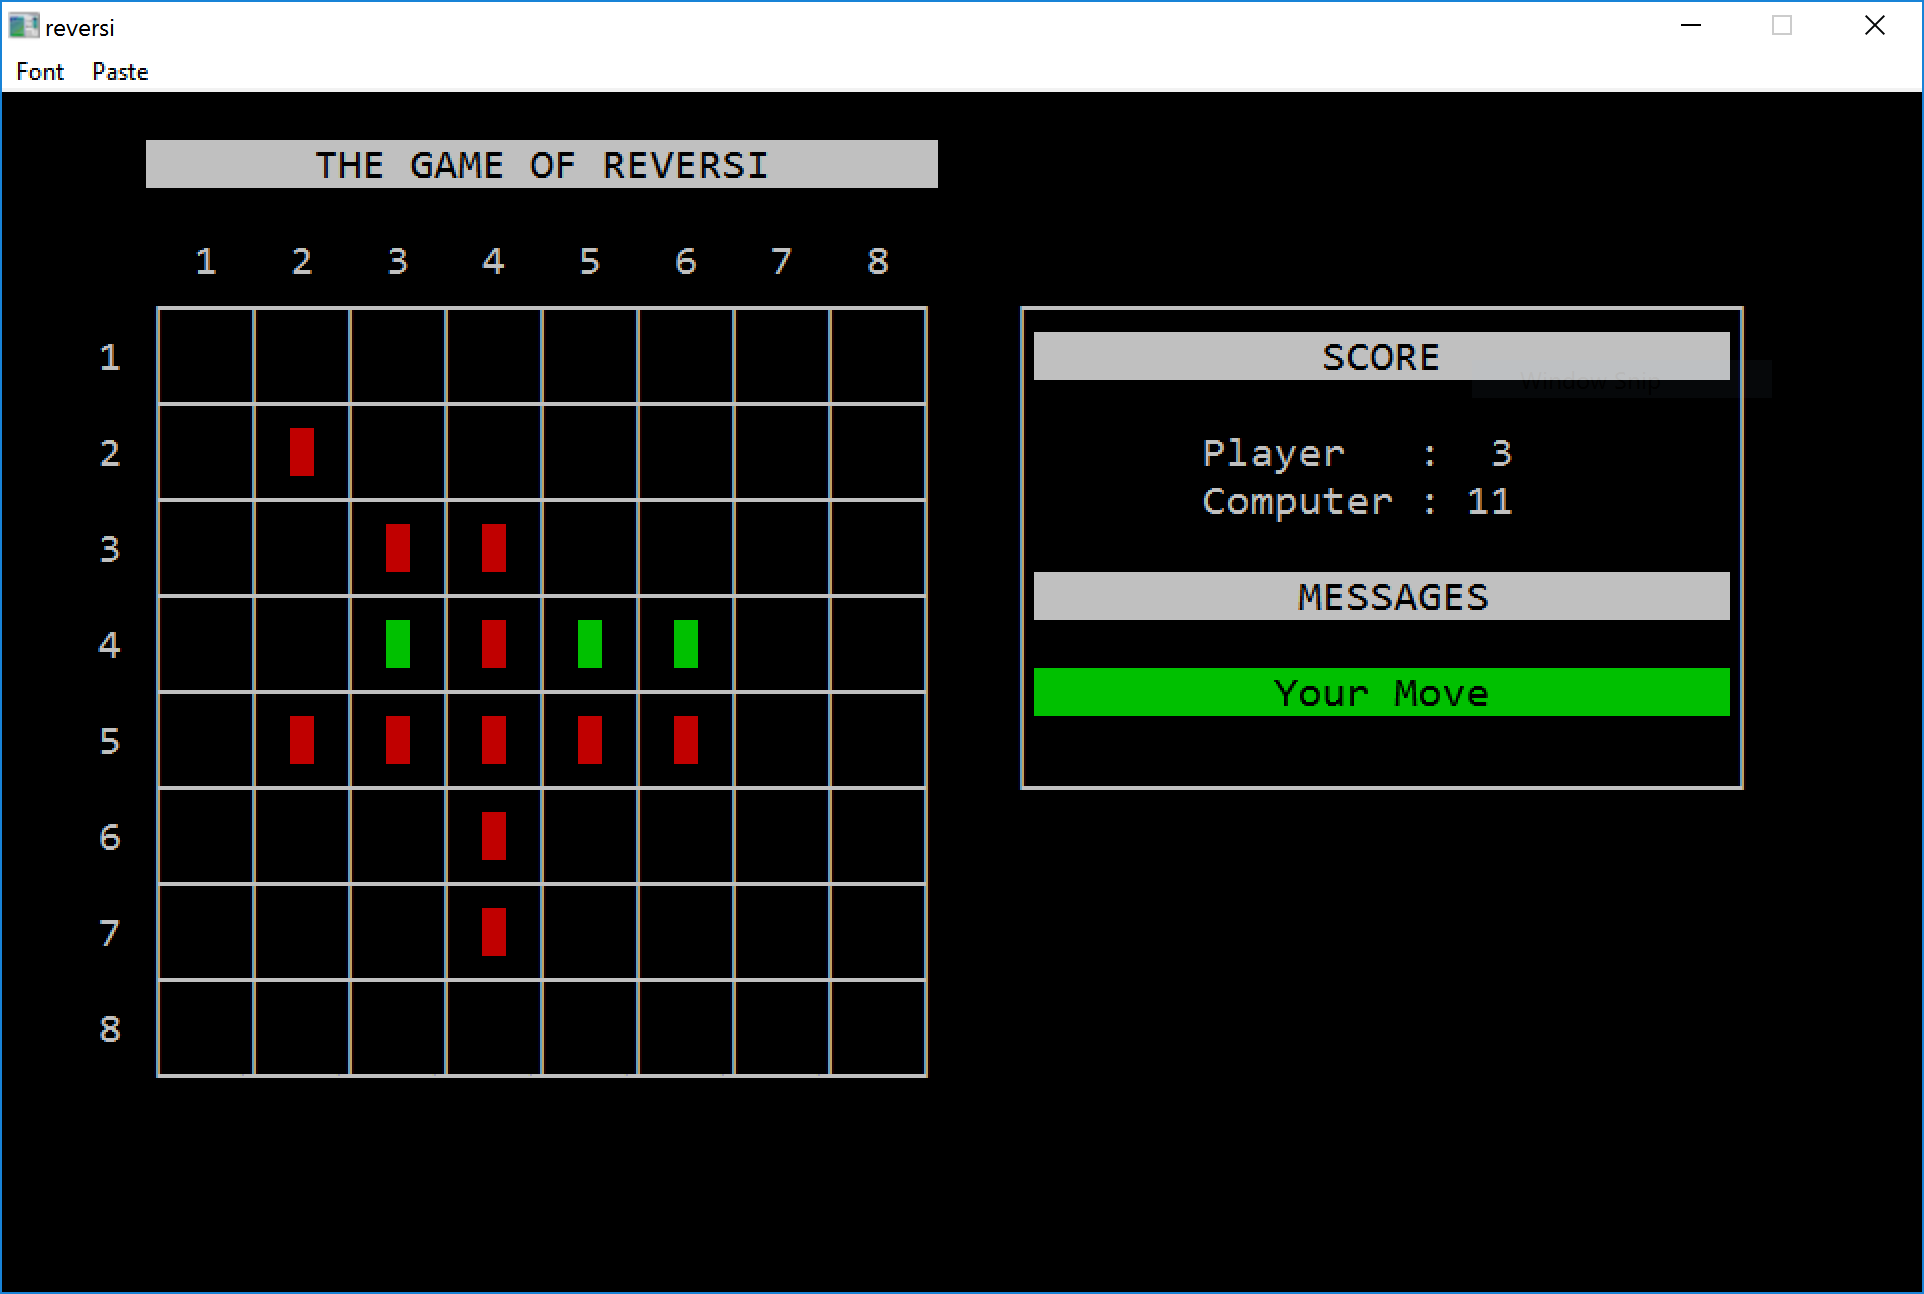 reversi
Font Paste
THE GAME OF REVERSI
1 2 3 4 5 6 7 8
1
2
3
4
5
6
7
8
SCORE
Window Snip
Player : 3
Computer : 11
MESSAGES
Your Move